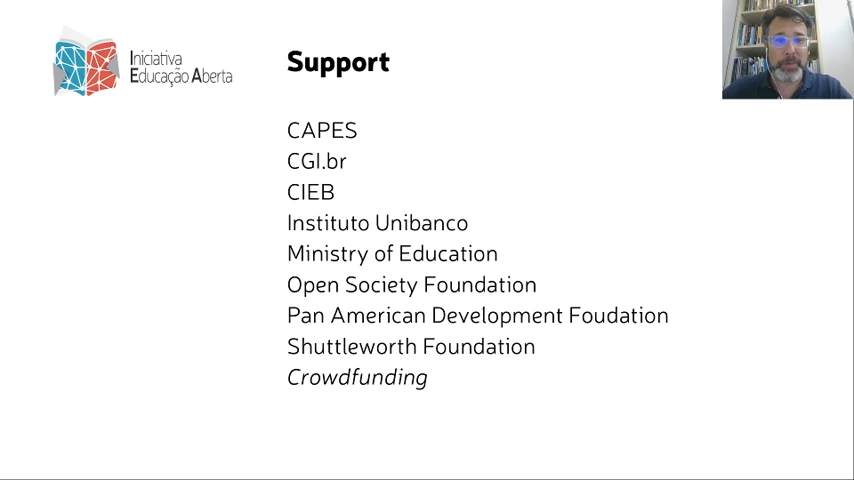 Iniciativa
Educação Aberta
Support
CAPES
CGI.br
CIEB
Instituto Unibanco
Ministry of Education
Open Society Foundation
Pan American Development Foudation
Shuttleworth Foundation
Crowdfunding